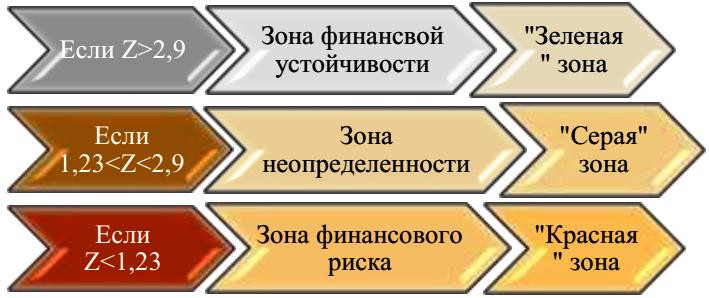 Если Z>2,9
Зона финансвой
устойчивости
"Зеленая
" зона
Если
1,23<Z<2,9
Зона
неопределенности
"Серая"
зона
Если
Z<1,23
Зона финансового
риска
"Красная
" зона